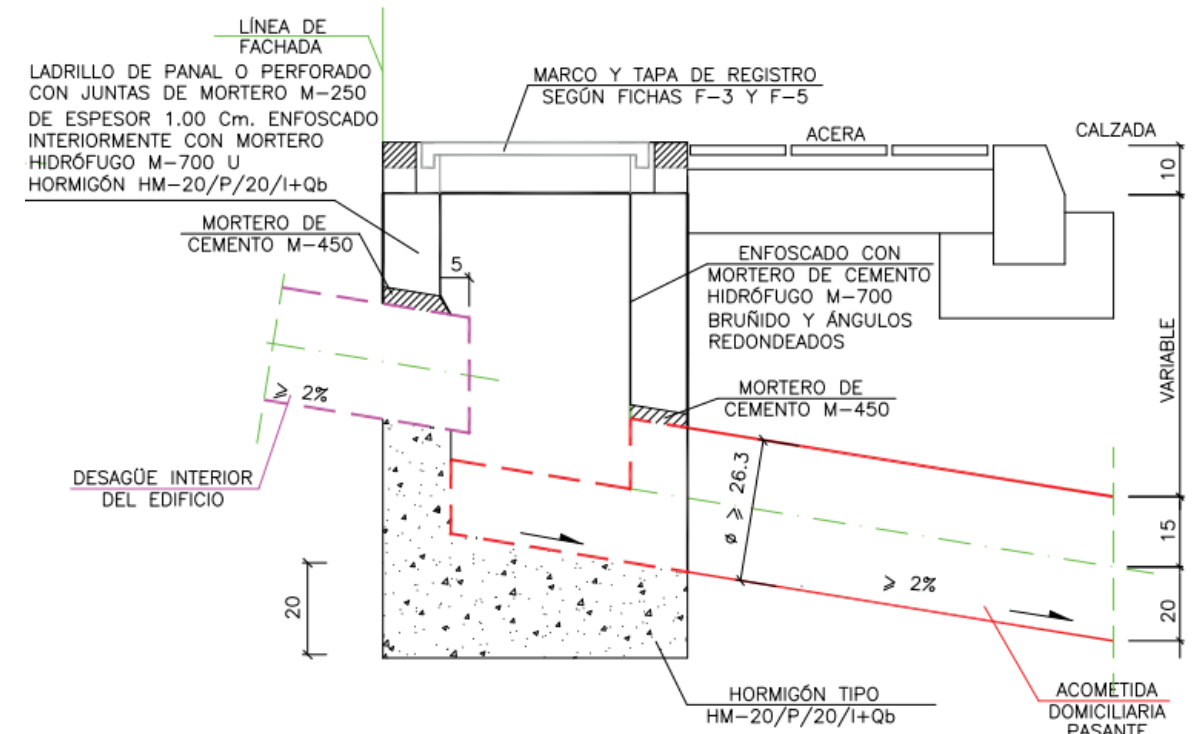 LÍNEA DE
FACHADA
LADRILLO DE PANAL O PERFORADO
CON JUNTAS DE MORTERO M-250
DE ESPESOR 1.00 Cm. ENFOSCADO
INTERIORMENTE CON MORTERO
HIDRÓFUGO M-700 U
HORMIGÓN HM-20/P/20/I+Qb
MARCO Y TAPA DE REGISTRO
SEGÚN FICHAS F-3 Y F-5
ACERA
CALZADA
10
MORTERO DE
CEMENTO M-450
5
ENFOSCADO CON
MORTERO DE CEMENTO
HIDRÓFUGO M-700
BRUÑIDO Y ÁNGULOS
REDONDEADOS
VARIABLE
⩾ 2%
MORTERO DE
CEMENTO M-450
DESAGÜE INTERIOR
DEL EDIFICIO
ø ⩾ 26.3
15
⩾ 2%
20
20
HORMIGÓN TIPO
HM-20/P/20/I+Qb
ACOMETIDA
DOMICILIARIA
PASANTE